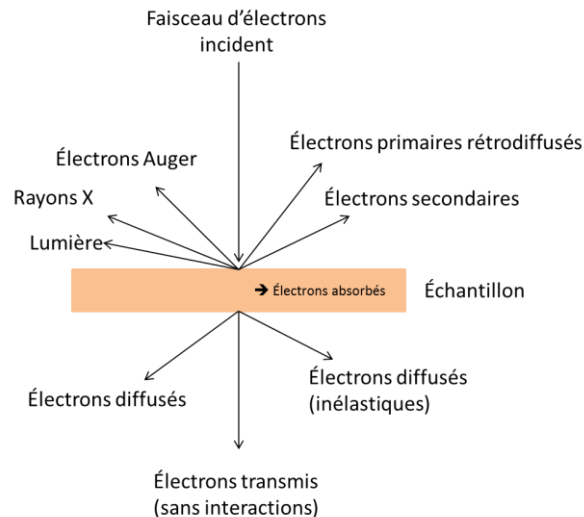 Faisceau d'électrons
incident
Électrons primaires rétrodiffusés
Électrons Auger
Rayons X
Électrons secondaires
Lumière
➔ Électrons absorbés
Échantillon
Électrons diffusés
Électrons diffusés
(inélastiques)
Électrons transmis
(sans interactions)